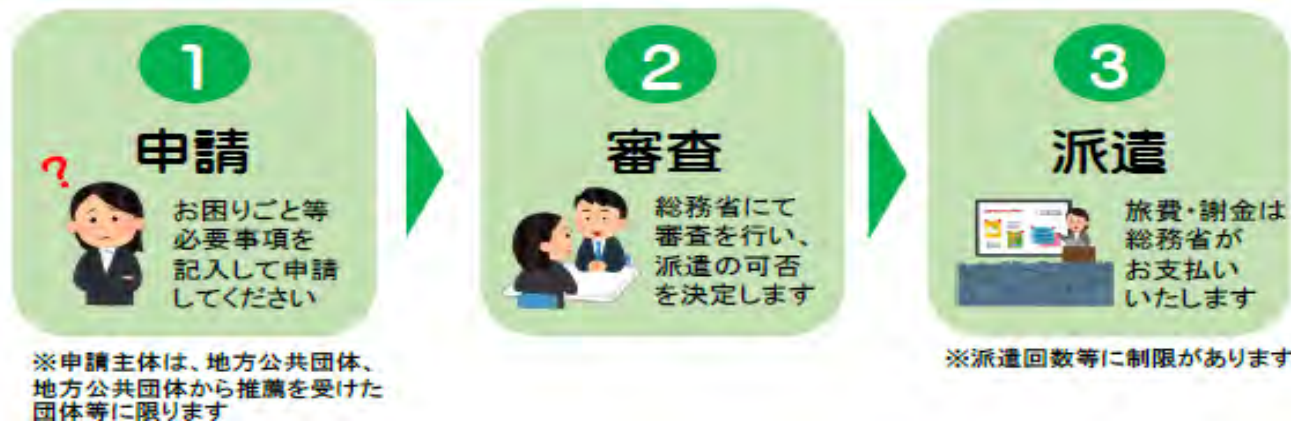 1
申請
?
お困りごと等
必要事項を
記入して申請
してください
※申請主体は、地方公共団体、
地方公共団体から推薦を受けた
団体等に限ります
2
審査
総務省にて
審査を行い、
派遣の可否
を決定します
3
派遣
旅費・謝金は
総務省が
お支払い
いたします
※派遣回数等に制限があります